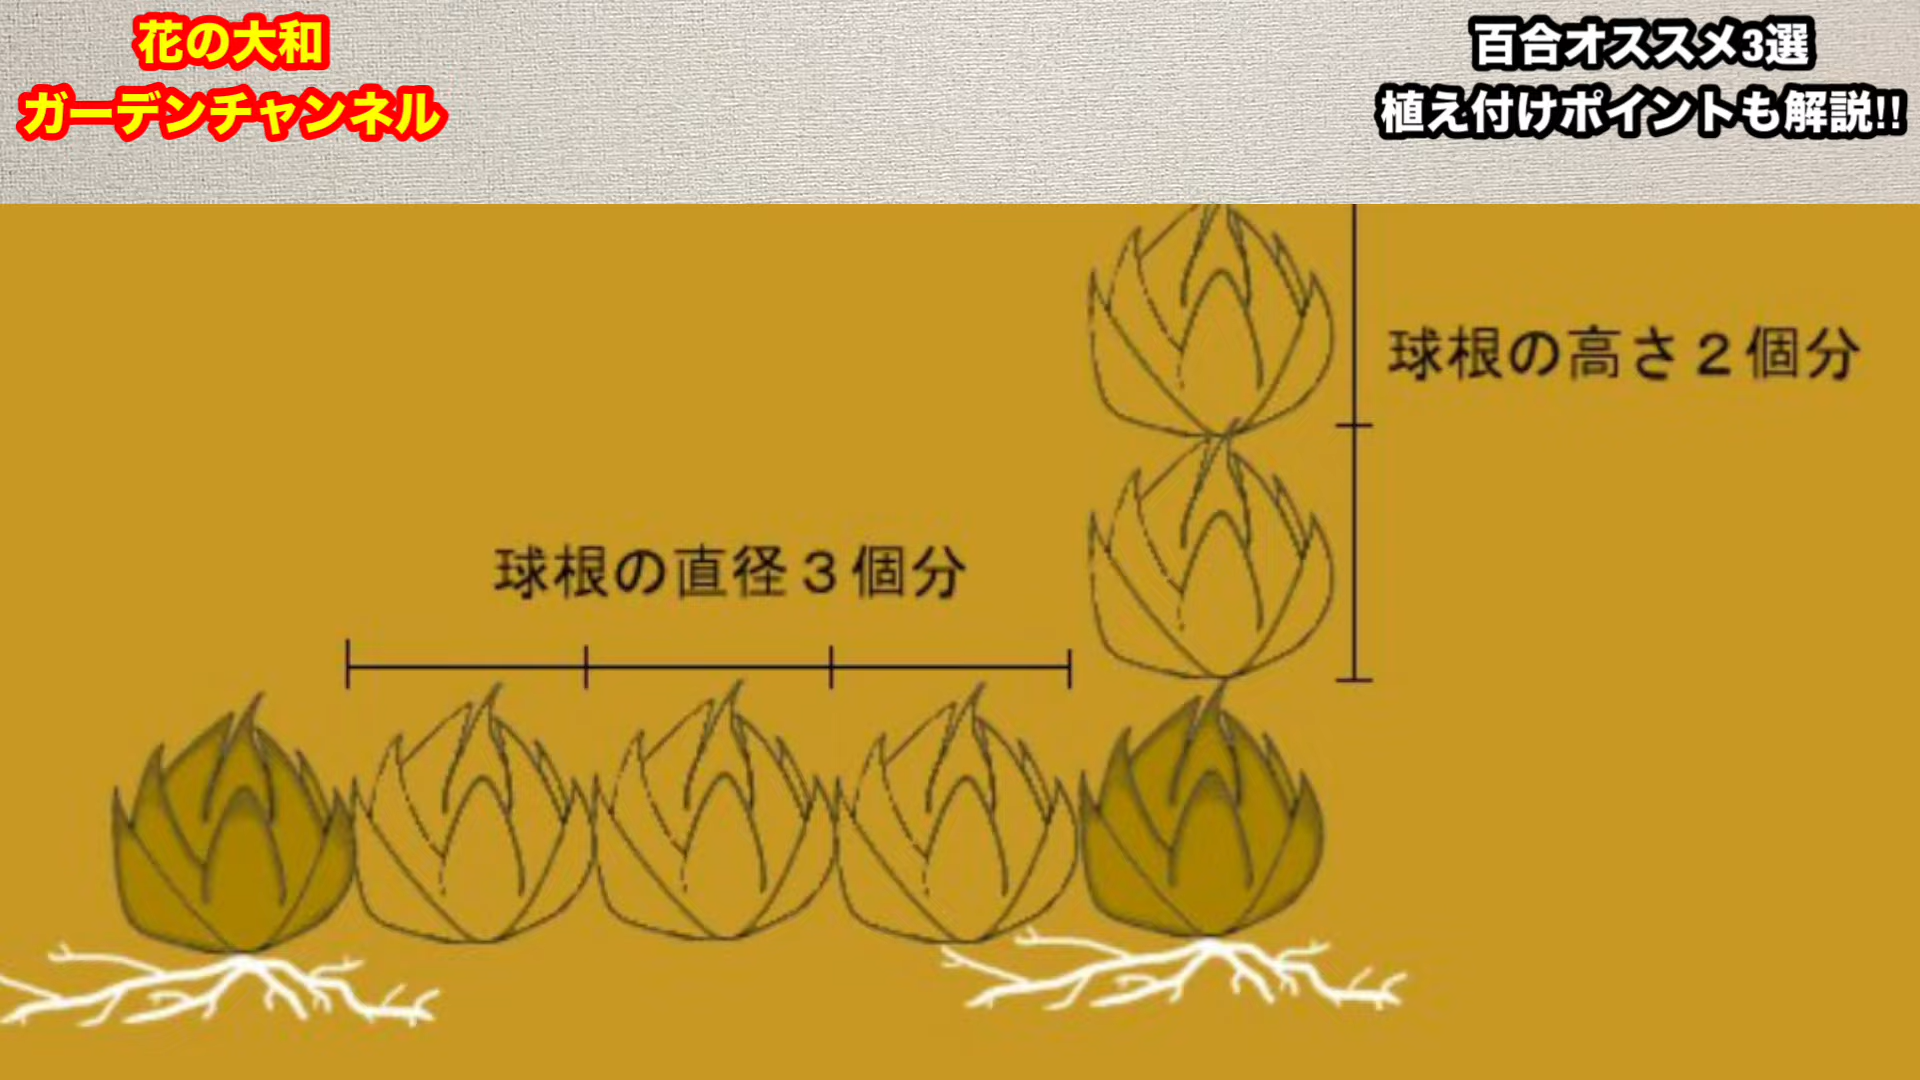 花の大和
ガーデンチャンネル
百合オススメ3選
植え付けポイントも解説!!
球根の高さ２個分
球根の直径３個分